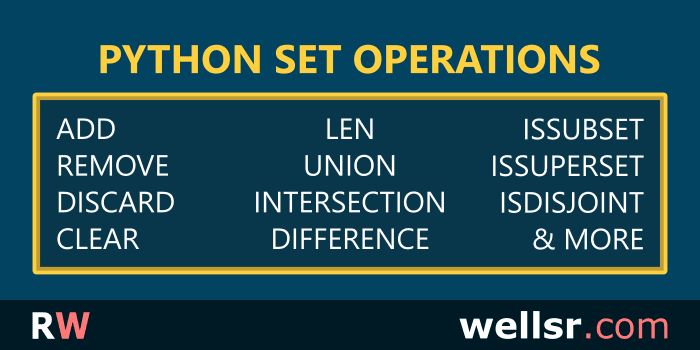 PYTHON SET OPERATIONS
ADD LEN ISSUBSET
REMOVE UNION ISSUPERSET
DISCARD INTERSECTION ISDISJOINT
CLEAR DIFFERENCE & MORE
RW wellsr.com